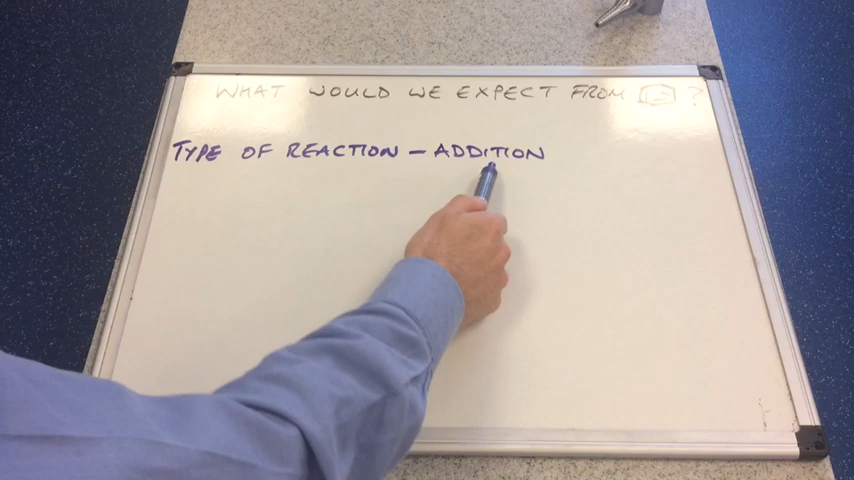 WHAT WOULD WE EXPECT FROM ?
TYPE OF REACTION - ADDITION